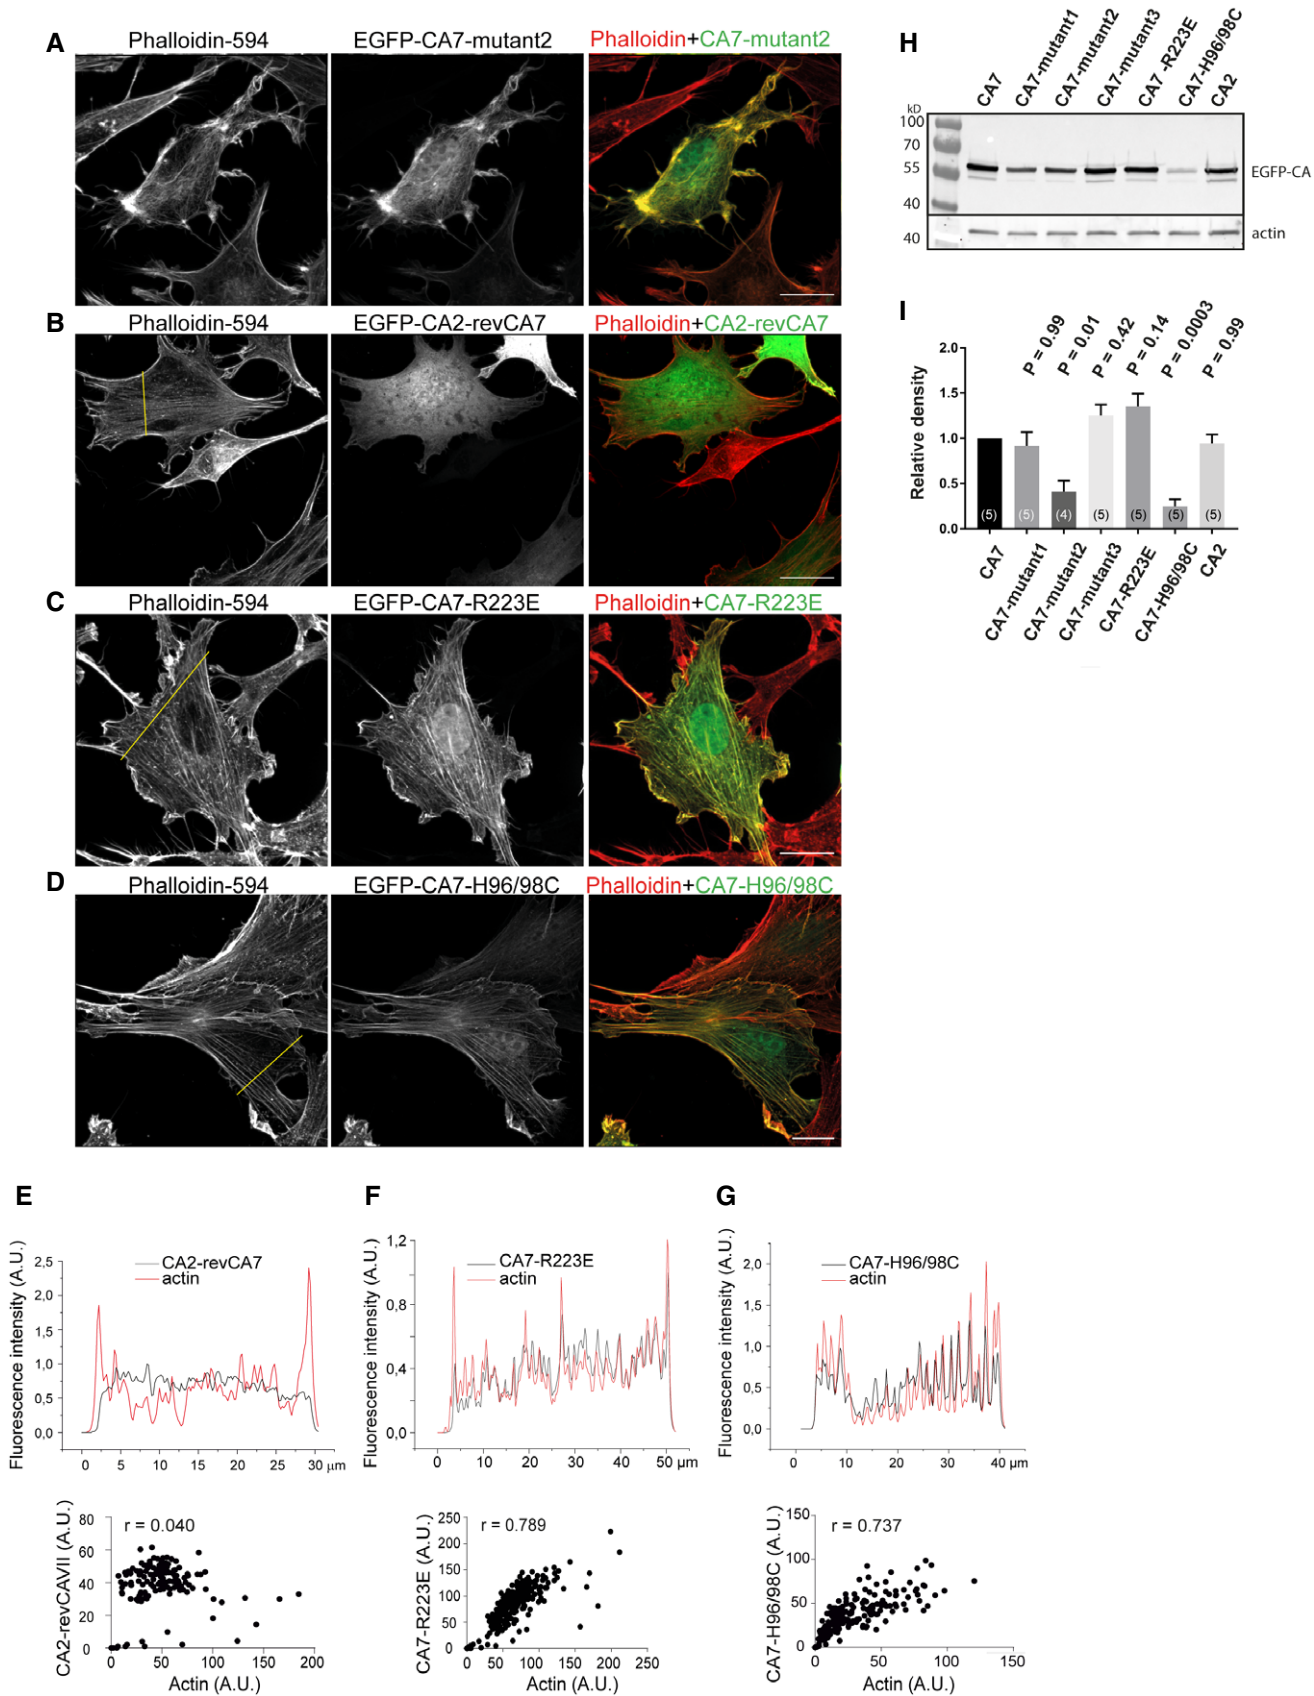 A
Phalloidin-594
EGFP-CA7-mutant2
Phalloidin+CA7-mutant2
B
Phalloidin-594
EGFP-CA2-revCA7
Phalloidin+CA2-revCA7
C
Phalloidin-594
EGFP-CA7-R223E
Phalloidin+CA7-R223E
D
Phalloidin-594
EGFP-CA7-H96/98C
Phalloidin+CA7-H96/98C
H
CA7
CA7-mutant1
CA7-mutant2
CA7-mutant3
CA7 -R223E
CA7-H96/98C
CA2
kD
100
70
55
40
40
EGFP-CA
actin
I
P = 0.99
P = 0.01
P = 0.42
P = 0.14
P = 0.0003
P = 0.99
Relative density
2.0
1.5
1.0
0.5
0.0
(5)
(5)
(4)
(5)
(5)
(5)
(5)
CA7
CA7-mutant1
CA7-mutant2
CA7-mutant3
CA7-R223E
CA7-H96/98C
CA2
E
Fluorescence intensity (A.U.)
CA2-revCA7
actin
2,5
2,0
1,5
1,0
0,5
0,0
0 5 10 15 20 25 30 µm
CA2-revCAVII (A.U.)
r = 0.040
80
60
40
20
0
0 50 100 150 200
Actin (A.U.)
F
Fluorescence intensity (A.U.)
CA7-R223E
actin
1,2
0,8
0,4
0,0
0 10 20 30 40 50 µm
CA7-R223E (A.U.)
r = 0.789
250
200
150
100
50
0
0 50 100 150 200 250
Actin (A.U.)
G
Fluorescence intensity (A.U.)
CA7-H96/98C
actin
2,0
1,5
1,0
0,5
0,0
0 10 20 30 40 µm
CA7-H96/98C (A.U.)
r = 0.737
150
100
50
0
0 50 100 150
Actin (A.U.)